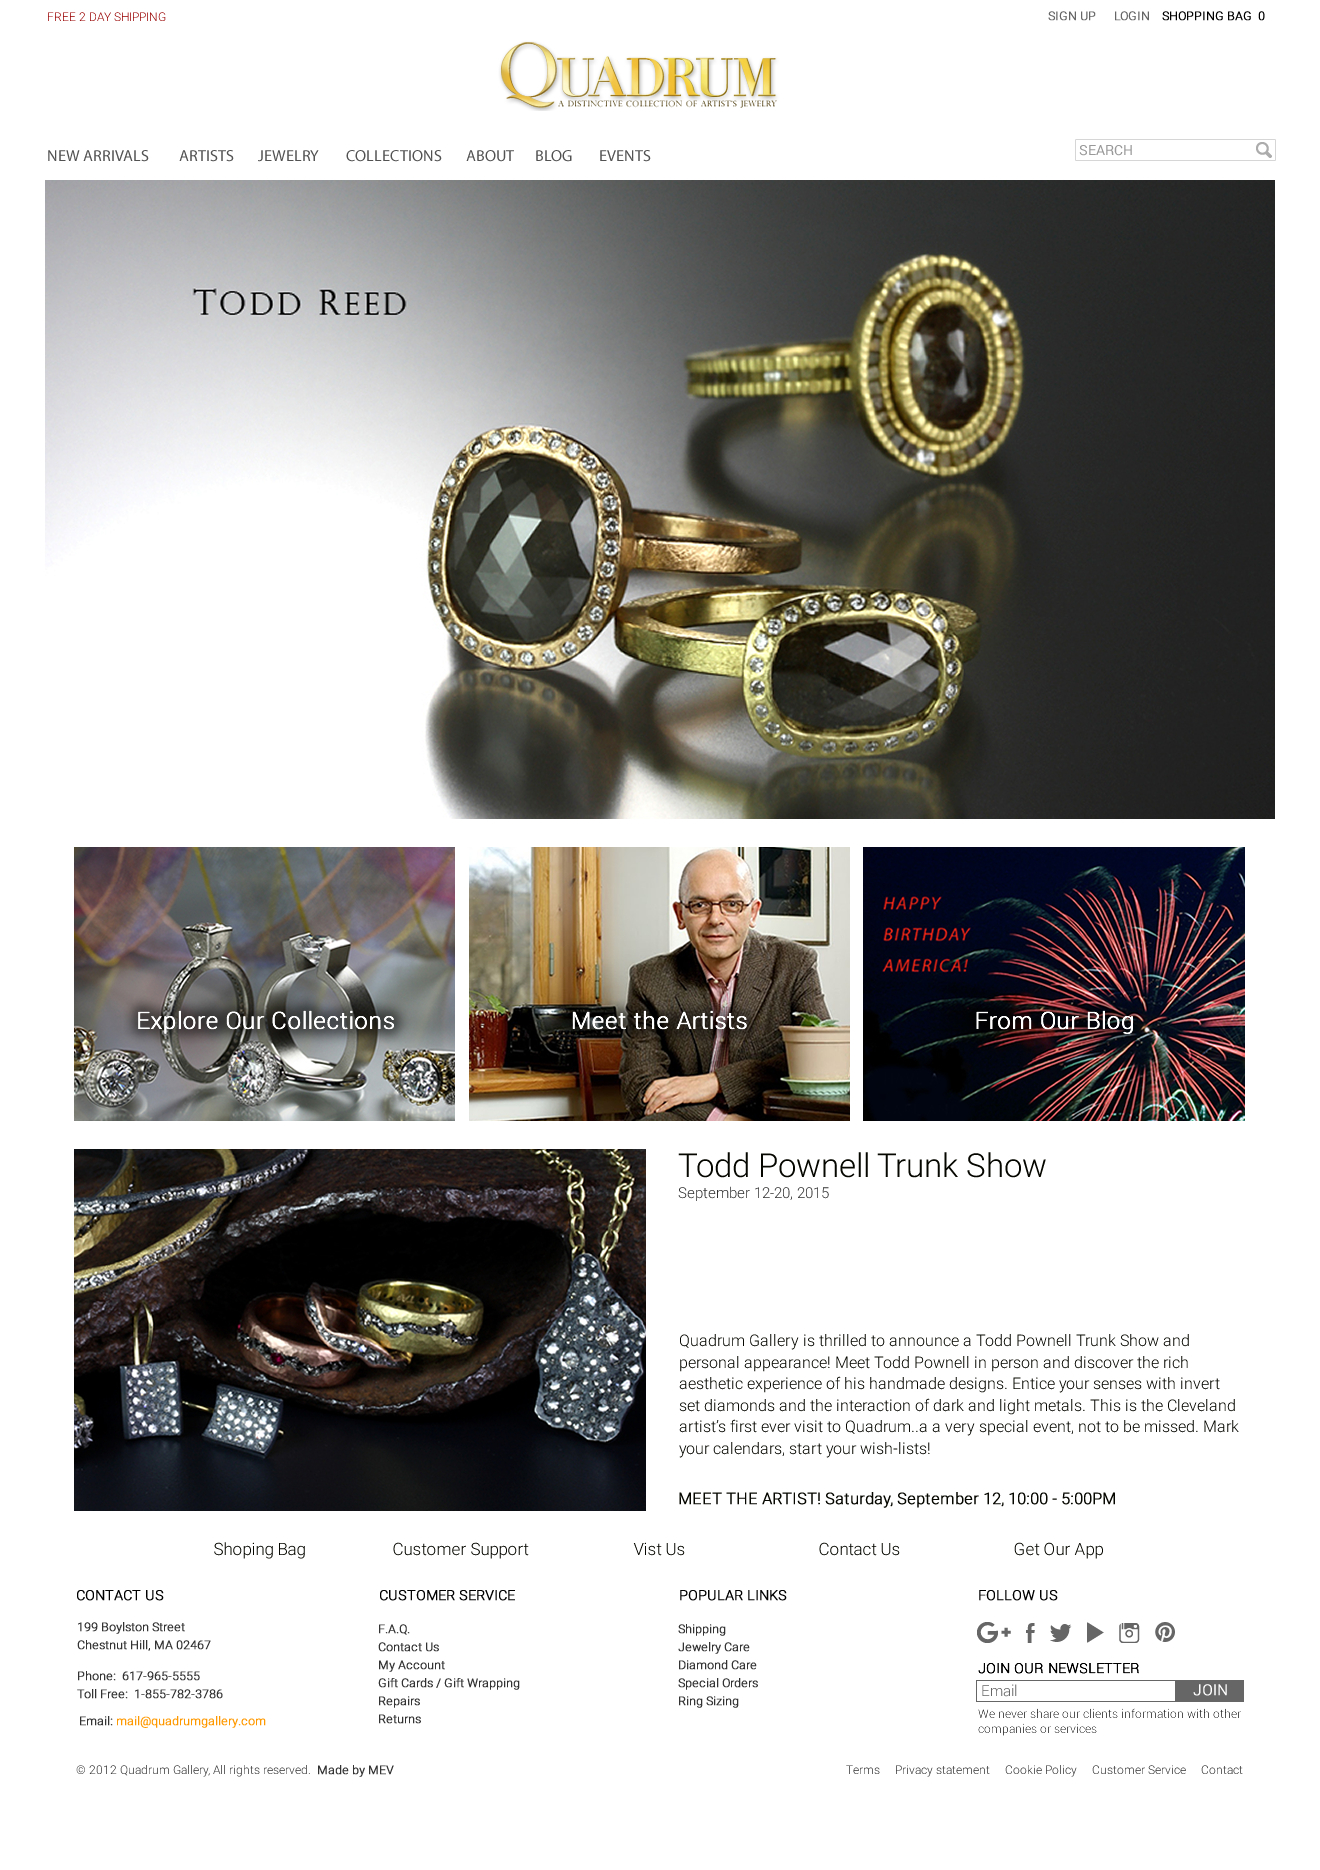 FREE 2 DAY SHIPPING
SIGN UP LOGIN SHOPPING BAG 0
QUADRUM
A DISTINCTIVE COLLECTION OF ARTIST'S JEWELRY
NEW ARRIVALS ARTISTS JEWELRY COLLECTIONS ABOUT BLOG EVENTS
SEARCH
TODD REED
Explore Our Collections
Meet the Artists
HAPPY
BIRTHDAY
AMERICA!
From Our Blog
Todd Pownell Trunk Show
September 12-20, 2015
Quadrum Gallery is thrilled to announce a Todd Pownell Trunk Show and
personal appearance! Meet Todd Pownell in person and discover the rich
aesthetic experience of his handmade designs. Entice your senses with invert
set diamonds and the interaction of dark and light metals. This is the Cleveland
artist's first ever visit to Quadrum..a a very special event, not to be missed. Mark
your calendars, start your wish-lists!
MEET THE ARTIST! Saturday, September 12, 10:00 - 5:00PM
Shoping Bag Customer Support Vist Us Contact Us Get Our App
CONTACT US
199 Boylston Street
Chestnut Hill, MA 02467
Phone: 617-965-5555
Toll Free: 1-855-782-3786
Email: mail@quadrumgallery.com
CUSTOMER SERVICE
F.A.Q.
Contact Us
My Account
Gift Cards / Gift Wrapping
Repairs
Returns
POPULAR LINKS
Shipping
Jewelry Care
Diamond Care
Special Orders
Ring Sizing
FOLLOW US
JOIN OUR NEWSLETTER
Email JOIN
We never share our clients information with other
companies or services
© 2012 Quadrum Gallery, All rights reserved. Made by MEV
Terms Privacy statement Cookie Policy Customer Service Contact